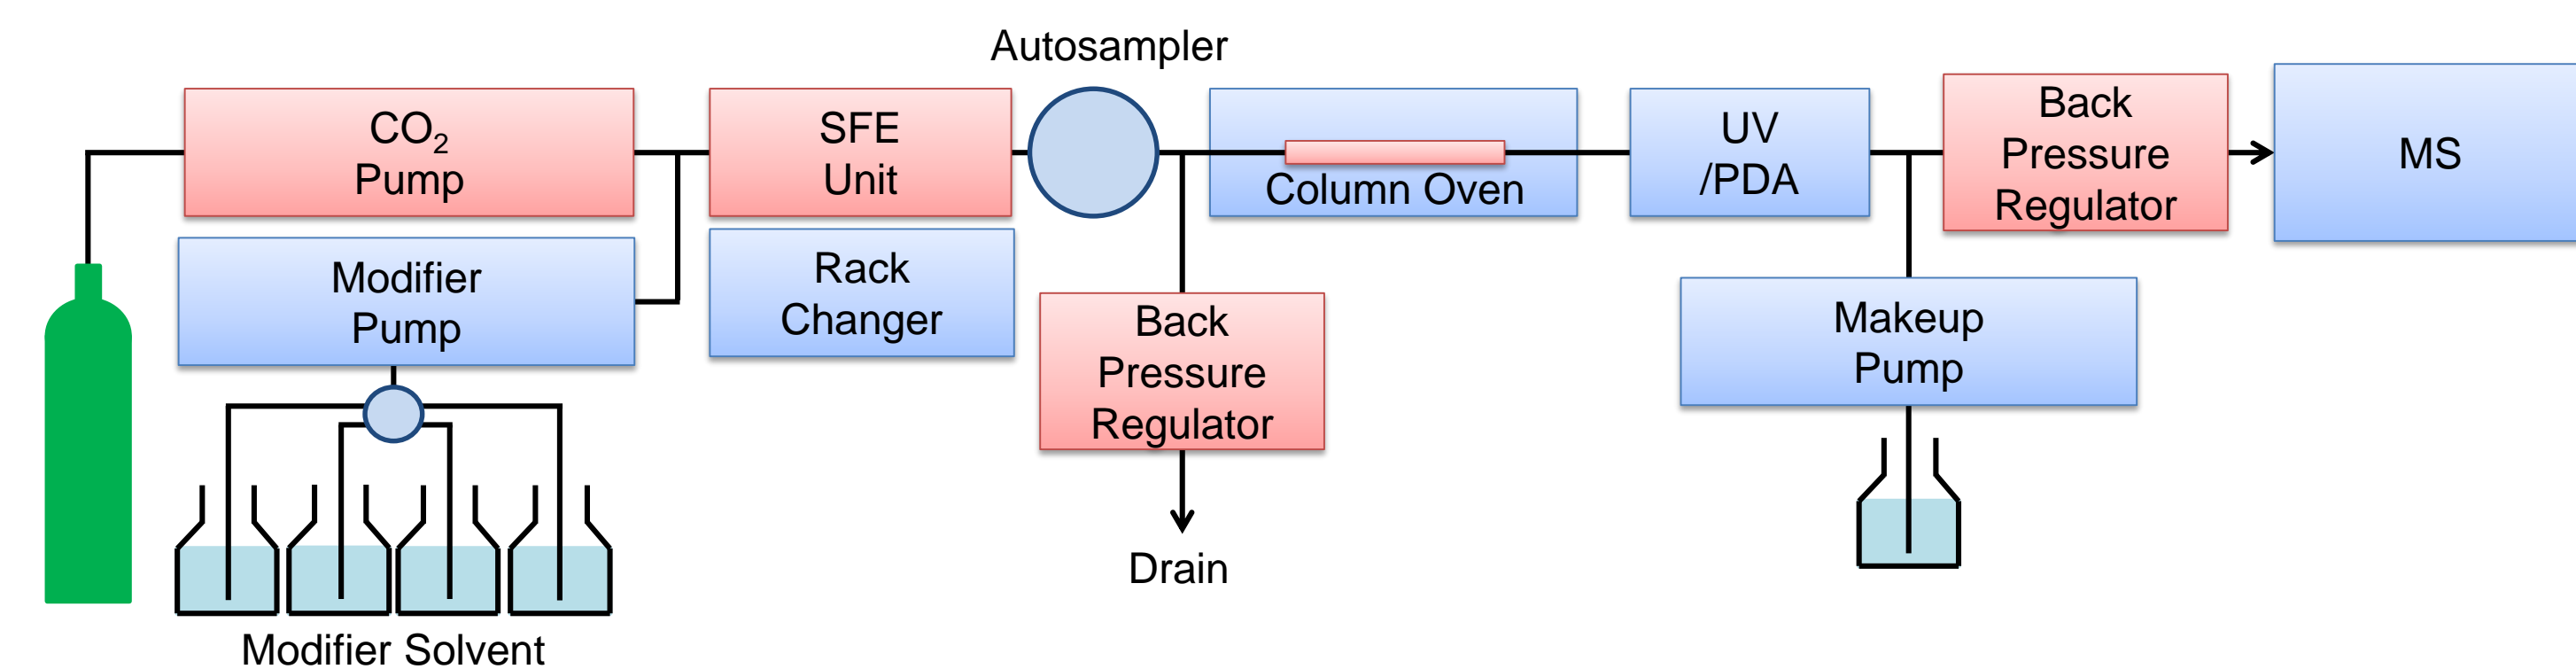 Autosampler
CO₂
Pump
SFE
Unit
Column Oven
UV
/PDA
Back
Pressure
Regulator
MS
Modifier
Pump
Rack
Changer
Back
Pressure
Regulator
Makeup
Pump
Drain
Modifier Solvent